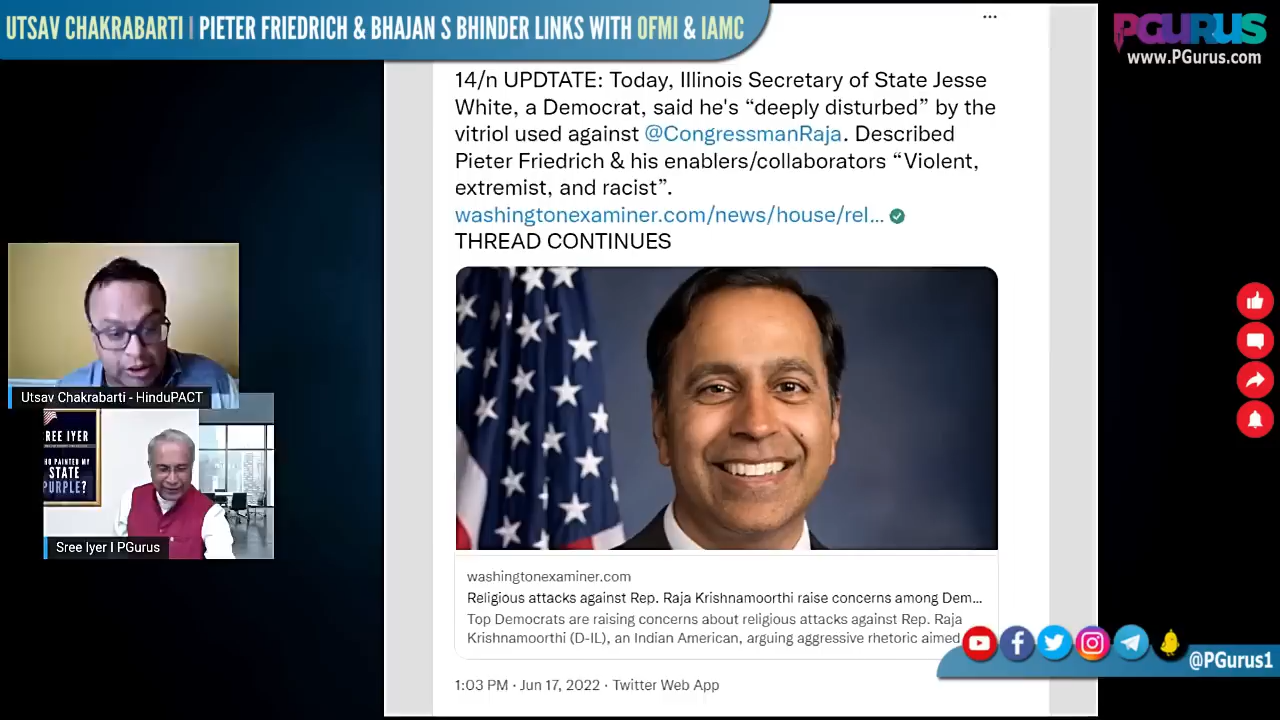 UTSAV CHAKRABARTI | PIETER FRIEDRICH & BHAJAN S BHINDER LINKS WITH OFMI & IAMC
PGURUS
www.PGurus.com
14/n UPDTATE: Today, Illinois Secretary of State Jesse
White, a Democrat, said he's “deeply disturbed” by the
vitriol used against @CongressmanRaja. Described
Pieter Friedrich & his enablers/collaborators “Violent,
extremist, and racist”.
washingtonexaminer.com/news/house/rel...
THREAD CONTINUES
Utsav Chakrabarti - HinduPACT
REE IYER
HO PAINTED MY
STATE
PURPLE?
Sree Iyer I PGurus
washingtonexaminer.com
Religious attacks against Rep. Raja Krishnamoorthi raise concerns among Dem...
Top Democrats are raising concerns about religious attacks against Rep. Raja
Krishnamoorthi (D-IL), an Indian American, arguing aggressive rhetoric aimed
@PGurus1
1:03 PM · Jun 17, 2022 · Twitter Web App